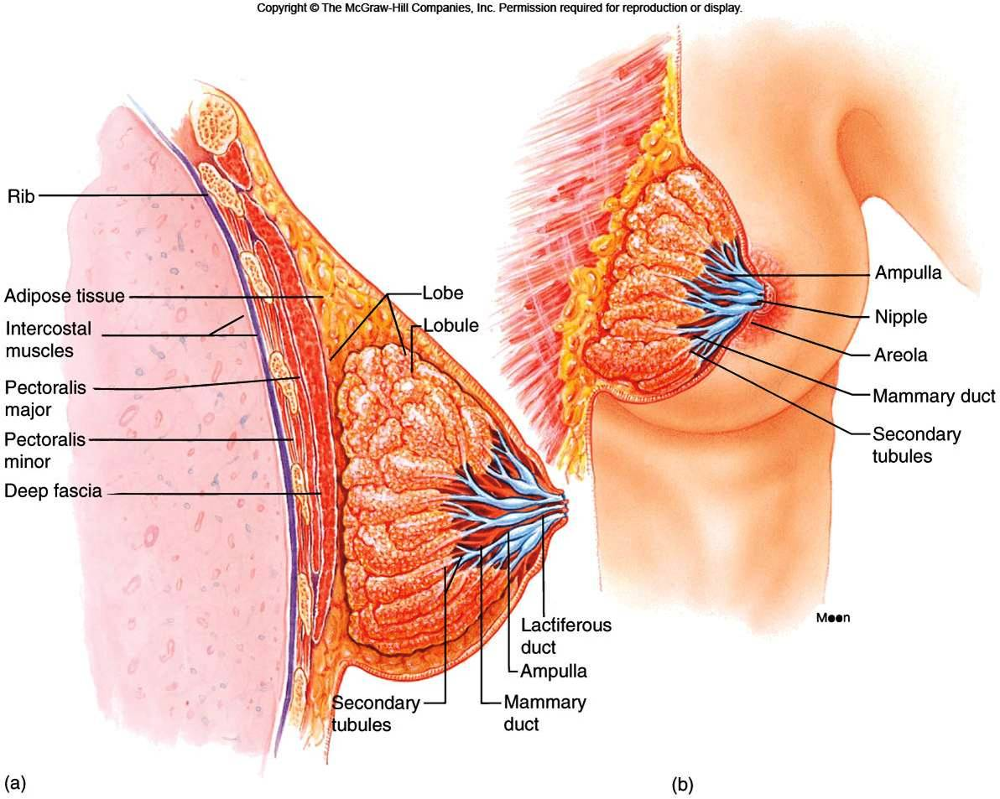 Copyright © The McGraw-Hill Companies, Inc. Permission required for reproduction or display.
Rib
Adipose tissue
Intercostal
muscles
Pectoralis
major
Pectoralis
minor
Deep fascia
Lobe
Lobule
Lactiferous
duct
Ampulla
Mammary
duct
Secondary
tubules
(a)
Ampulla
Nipple
Areola
Mammary duct
Secondary
tubules
Moon
(b)